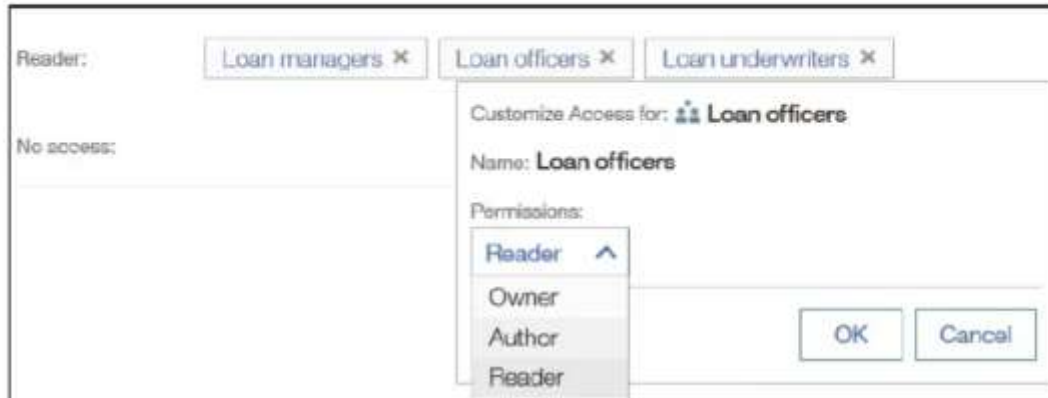 Reader: Loan managers × Loan officers × Loan underwriters ×
Customize Access for: Loan officers
No access:
Name: Loan officers
Permissions:
Reader
Owner
Author
OK Cancel
Reader